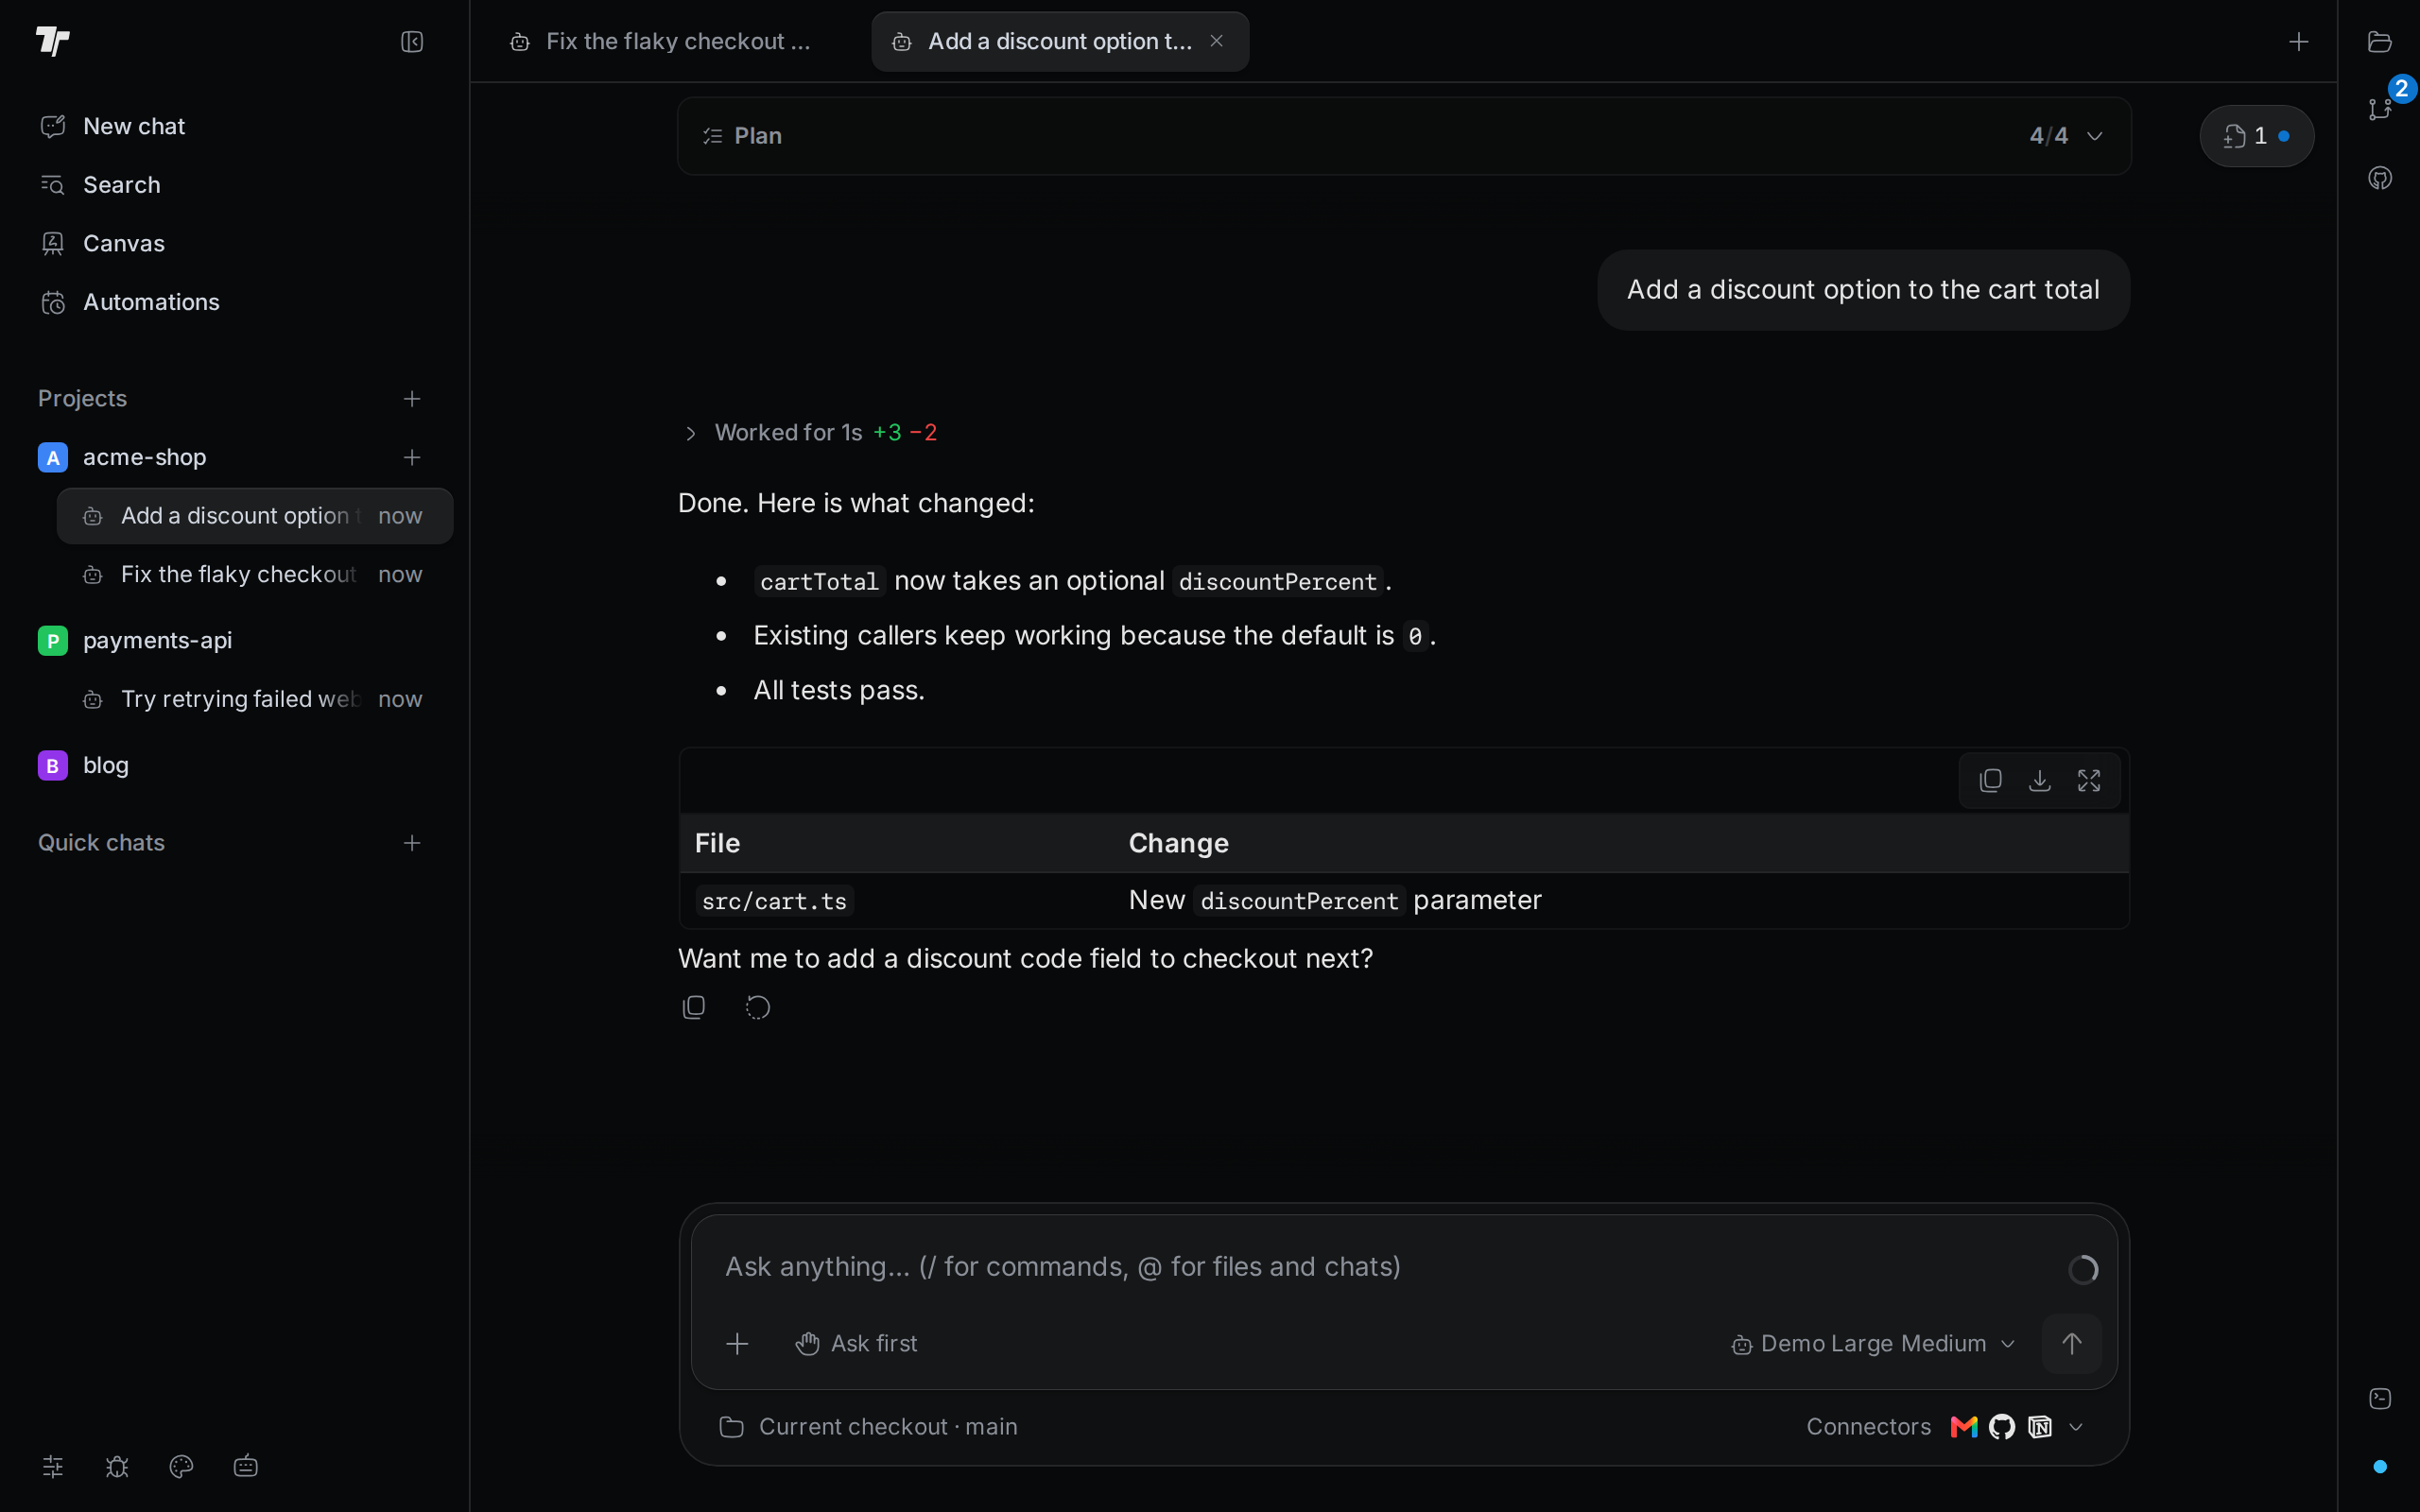 New chat
Search
Canvas
Automations
Projects
A acme-shop
Add a discount option t now
Fix the flaky checkout now
P payments-api
Try retrying failed web now
B blog
Quick chats
Fix the flaky checkout ...
Add a discount option t...
2
Plan 4/4
1
Add a discount option to the cart total
Worked for 1s +3 −2
Done. Here is what changed:
• cartTotal now takes an optional discountPercent.
• Existing callers keep working because the default is 0.
• All tests pass.
File Change
src/cart.ts New discountPercent parameter
Want me to add a discount code field to checkout next?
Ask anything... (/ for commands, @ for files and chats)
Ask first Demo Large Medium
Current checkout · main Connectors